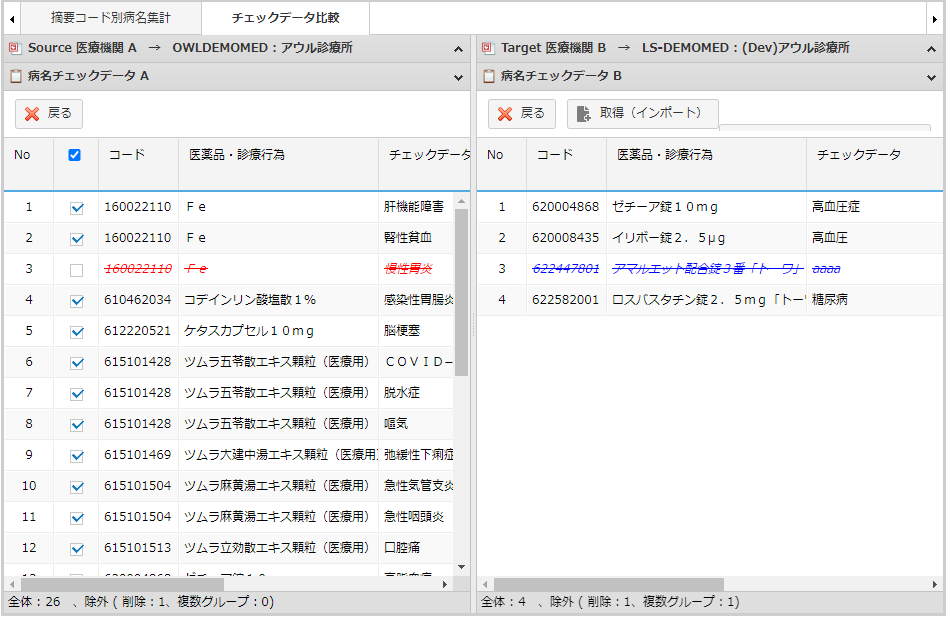 摘要コード別病名集計 チェックデータ比較
Source 医療機関 A → OWLDEMOMED：アウル診療所
病名チェックデータ A
戻る
No コード 医薬品・診療行為 チェックデータ
1 160022110 Ｆｅ 肝機能障害
2 160022110 Ｆｅ 腎性貧血
3 160022110 Ｆｅ 慢性胃炎
4 610462034 コデインリン酸塩散１％ 感染性胃腸炎
5 612220521 ケタスカプセル１０ｍｇ 脳梗塞
6 615101428 ツムラ五苓散エキス顆粒（医療用） ＣＯＶＩＤ－
7 615101428 ツムラ五苓散エキス顆粒（医療用） 脱水症
8 615101428 ツムラ五苓散エキス顆粒（医療用） 嘔気
9 615101469 ツムラ大建中湯エキス顆粒（医療用） 弛緩性下痢症
10 615101504 ツムラ麻黄湯エキス顆粒（医療用） 急性気管支炎
11 615101504 ツムラ麻黄湯エキス顆粒（医療用） 急性咽頭炎
12 615101513 ツムラ立効散エキス顆粒（医療用） 口腔痛
全体：26 、除外 ( 削除：1、複数グループ：0)
Target 医療機関 B → LS-DEMOMED：(Dev)アウル診療所
病名チェックデータ B
戻る 取得（インポート）
No コード 医薬品・診療行為 チェックデータ
1 620004868 ゼチーア錠１０ｍｇ 高血圧症
2 620008435 イリボー錠２．５μｇ 高血圧
3 622447801 アマルエット配合錠３番「トーワ」 aaaa
4 622582001 ロスバスタチン錠２．５ｍｇ「トーワ 糖尿病
全体：4 、除外 ( 削除：1、複数グループ：1)